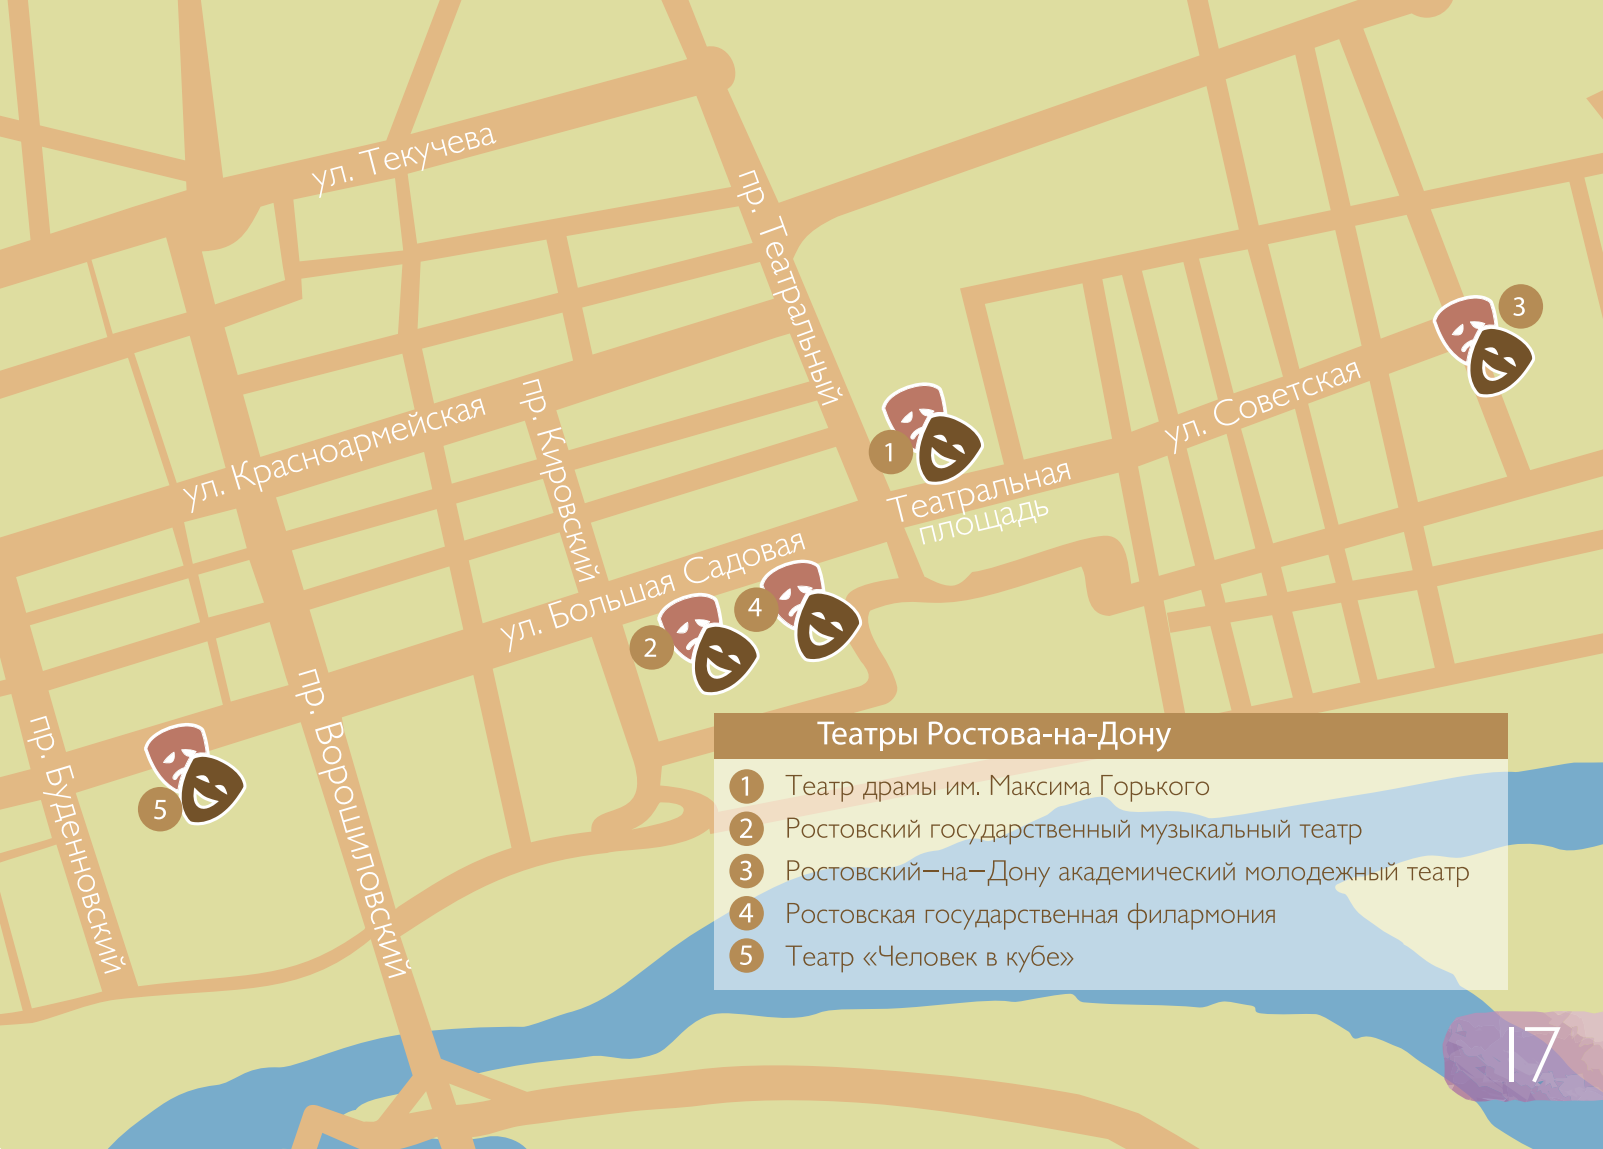 ул. Текучева
пр. Театральный
3
ул. Советская
1
ул. Красноармейская
пр. Кировский
Театральная
площадь
ул. Большая Садовая
4
2
пр. Ворошиловский
пр. Буденновский
5
Театры Ростова-на-Дону
1 Театр драмы им. Максима Горького
2 Ростовский государственный музыкальный театр
3 Ростовский–на–Дону академический молодежный театр
4 Ростовская государственная филармония
5 Театр «Человек в кубе»
17